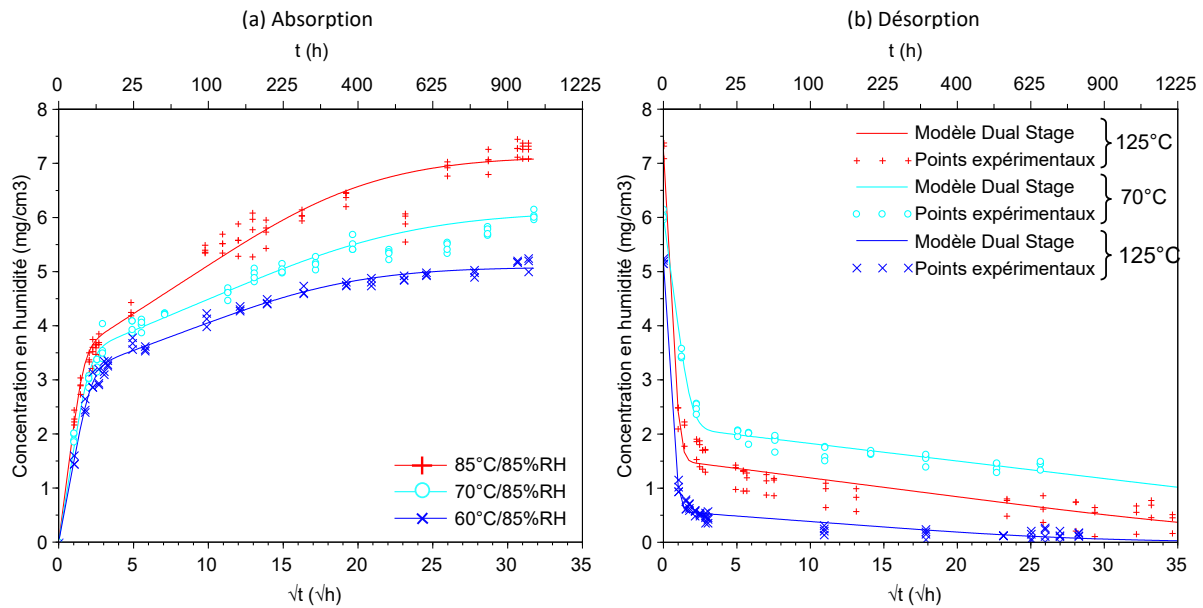 (a) Absorption
t (h)
0 25 100 225 400 625 900 1225
Concentration en humidité (mg/cm3)
8
7
6
5
4
3
2
1
0
85°C/85%RH
70°C/85%RH
60°C/85%RH
0 5 10 15 20 25 30 35
√t (√h)
(b) Désorption
t (h)
0 25 100 225 400 625 900 1225
Concentration en humidité (mg/cm3)
8
7
6
5
4
3
2
1
0
Modèle Dual Stage
Points expérimentaux
125°C
Modèle Dual Stage
Points expérimentaux
70°C
Modèle Dual Stage
Points expérimentaux
125°C
0 5 10 15 20 25 30 35
√t (√h)